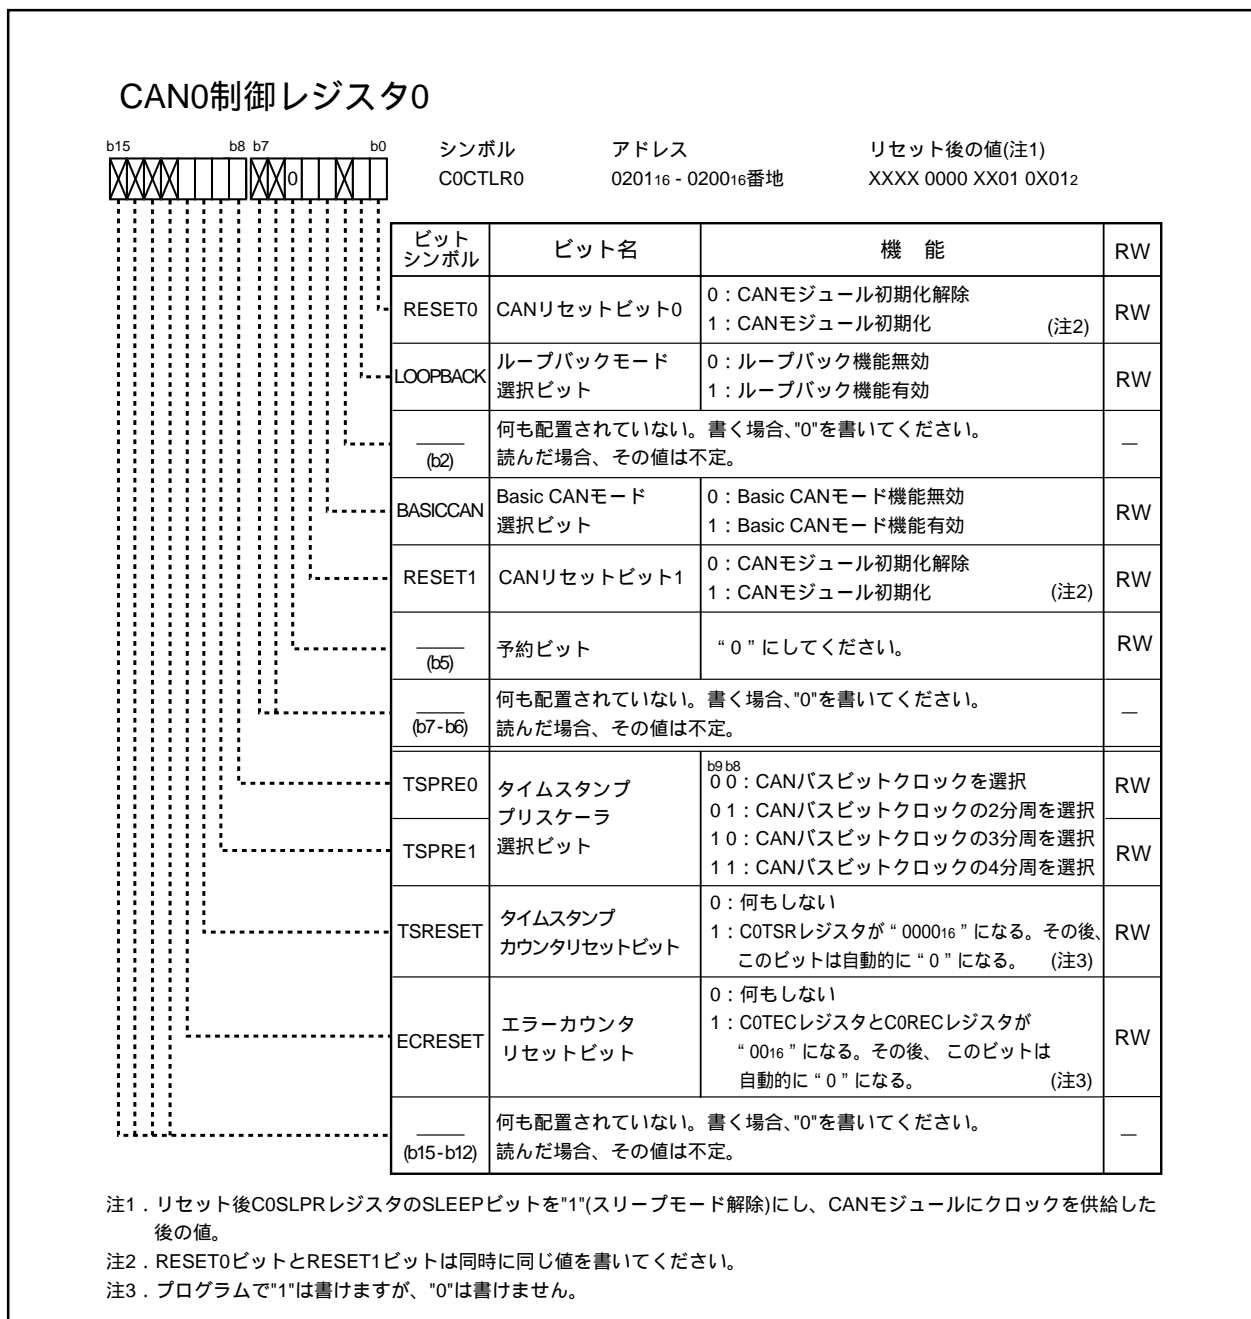 CAN0制御レジスタ0
b15 b8 b7 b0
0
シンボル アドレス リセット後の値(注1)
C0CTLR0 020116 - 020016番地 XXXX 0000 XX01 0X012
ビット
シンボル
ビット名 機 能 RW
RESET0 CANリセットビット0
0:CANモジュール初期化解除
1:CANモジュール初期化 (注2)
RW
LOOPBACK
ループバックモード
選択ビット
0:ループバック機能無効
1:ループバック機能有効
RW
(b2)
何も配置されていない。書く場合、"0"を書いてください。
読んだ場合、その値は不定。
—
BASICCAN
Basic CANモード
選択ビット
0:Basic CANモード機能無効
1:Basic CANモード機能有効
RW
RESET1 CANリセットビット1
0:CANモジュール初期化解除
1:CANモジュール初期化 (注2)
RW
(b5)
予約ビット “ 0 ” にしてください。 RW
(b7-b6)
何も配置されていない。書く場合、"0"を書いてください。
読んだ場合、その値は不定。
—
TSPRE0
TSPRE1
タイムスタンプ
プリスケーラ
選択ビット
b9 b8
0 0:CANバスビットクロックを選択
0 1:CANバスビットクロックの2分周を選択
1 0:CANバスビットクロックの3分周を選択
1 1:CANバスビットクロックの4分周を選択
RW
RW
TSRESET
タイムスタンプ
カウンタリセットビット
0:何もしない
1:C0TSRレジスタが “ 000016 ” になる。その後、
このビットは自動的に “ 0 ” になる。 (注3)
RW
ECRESET
エラーカウンタ
リセットビット
0:何もしない
1:C0TECレジスタとC0RECレジスタが
“ 0016 ” になる。その後、 このビットは
自動的に “ 0 ” になる。 (注3)
RW
(b15-b12)
何も配置されていない。書く場合、"0"を書いてください。
読んだ場合、その値は不定。
—
注1.リセット後C0SLPRレジスタのSLEEPビットを"1"(スリープモード解除)にし、CANモジュールにクロックを供給した
後の値。
注2.RESET0ビットとRESET1ビットは同時に同じ値を書いてください。
注3.プログラムで"1"は書けますが、"0"は書けません。